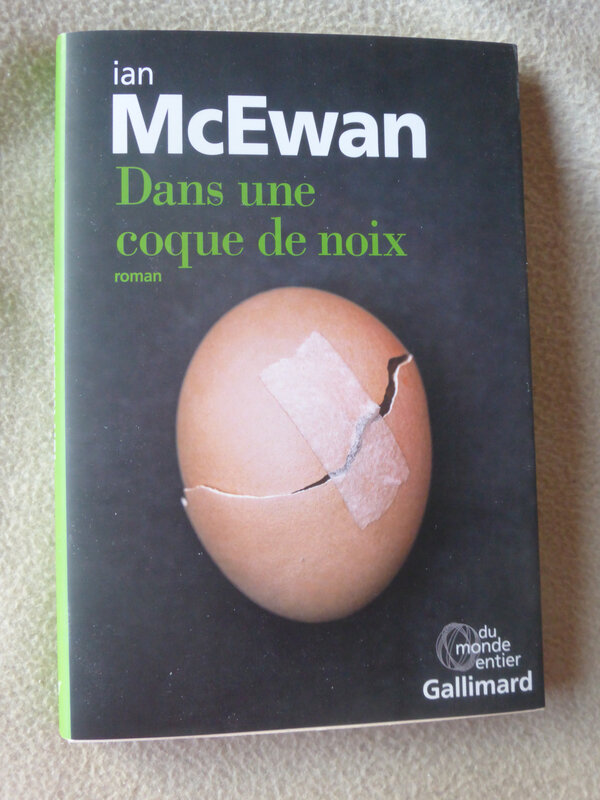 ian
McEwan
Dans une
coque de noix
roman
du
monde
entier
Gallimard